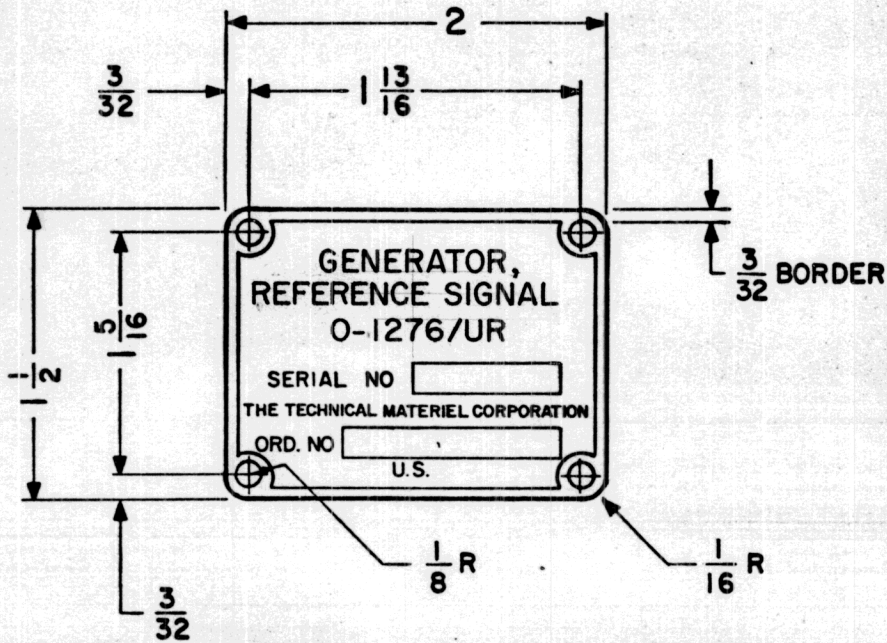 2
3/32
1 13/16
3/32 BORDER
1 1/2
1 5/16
GENERATOR,
REFERENCE SIGNAL
O-1276/UR
SERIAL NO
THE TECHNICAL MATERIEL CORPORATION
ORD. NO
U.S.
1/8 R
1/16 R
3/32